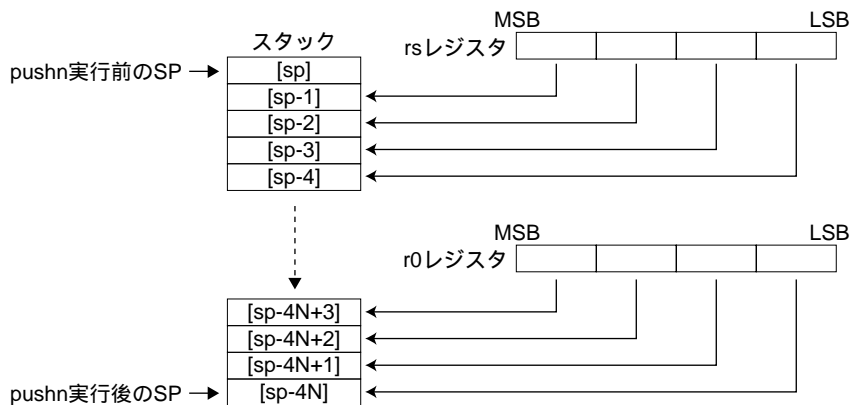 MSB LSB
スタック rsレジスタ
pushn実行前のSP [sp]
[sp-1]
[sp-2]
[sp-3]
[sp-4]
MSB LSB
r0レジスタ
[sp-4N+3]
[sp-4N+2]
[sp-4N+1]
pushn実行後のSP [sp-4N]